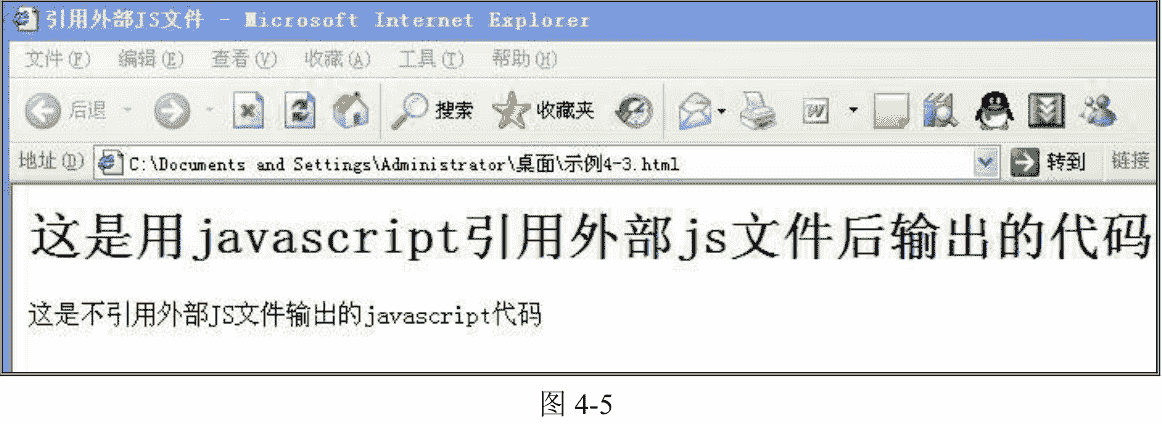 引用外部JS文件 - Microsoft Internet Explorer
文件(F) 编辑(E) 查看(V) 收藏(A) 工具(T) 帮助(H)
后退 搜索 收藏夹 W
地址(D) C:\Documents and Settings\Administrator\桌面\示例4-3.html 转到 链接
这是用javascript引用外部js文件后输出的代码
这是不引用外部JS文件输出的javascript代码
图 4-5